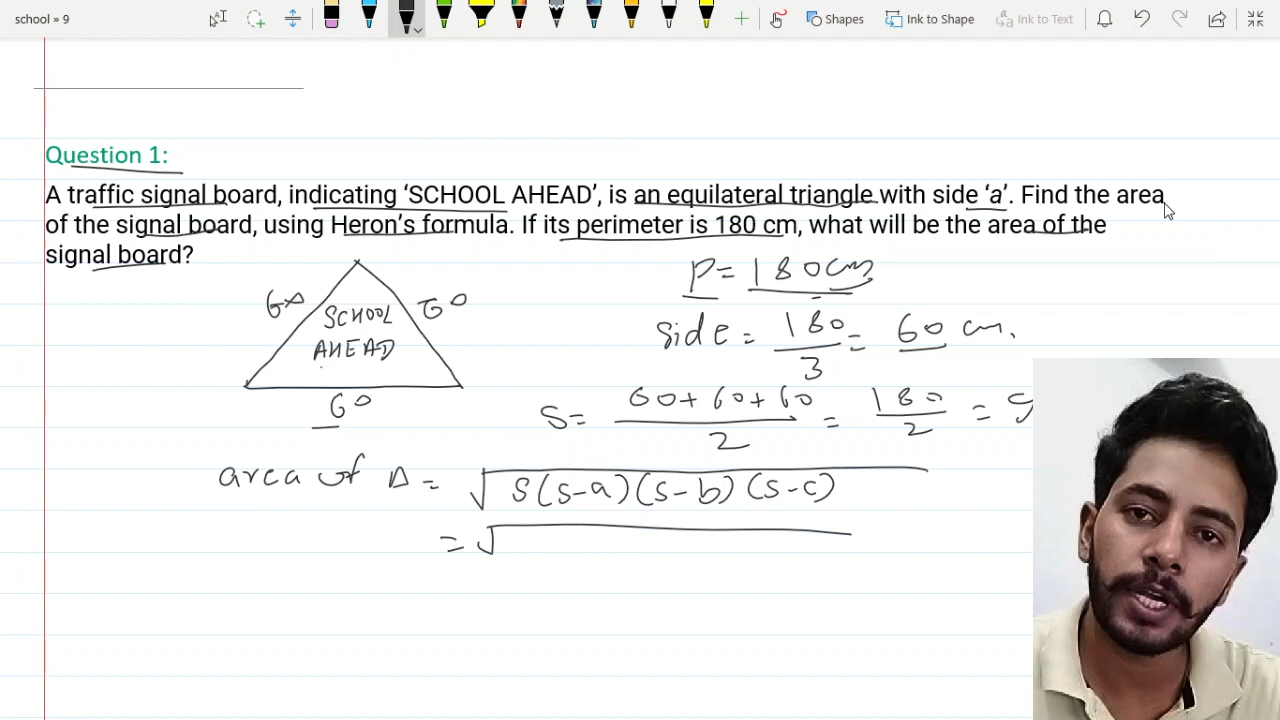 school » 9
Shapes
Ink to Shape
Ink to Text
Question 1:
A traffic signal board, indicating ‘SCHOOL AHEAD’, is an equilateral triangle with side ‘a’. Find the area
of the signal board, using Heron’s formula. If its perimeter is 180 cm, what will be the area of the
signal board?
P = 180cm
60
SCHOOL
60
AHEAD
side = 180/3 = 60 cm.
60
S = 60+60+60/2 = 180/2 =
area of Δ = √S(s-a)(s-b)(s-c)
= √